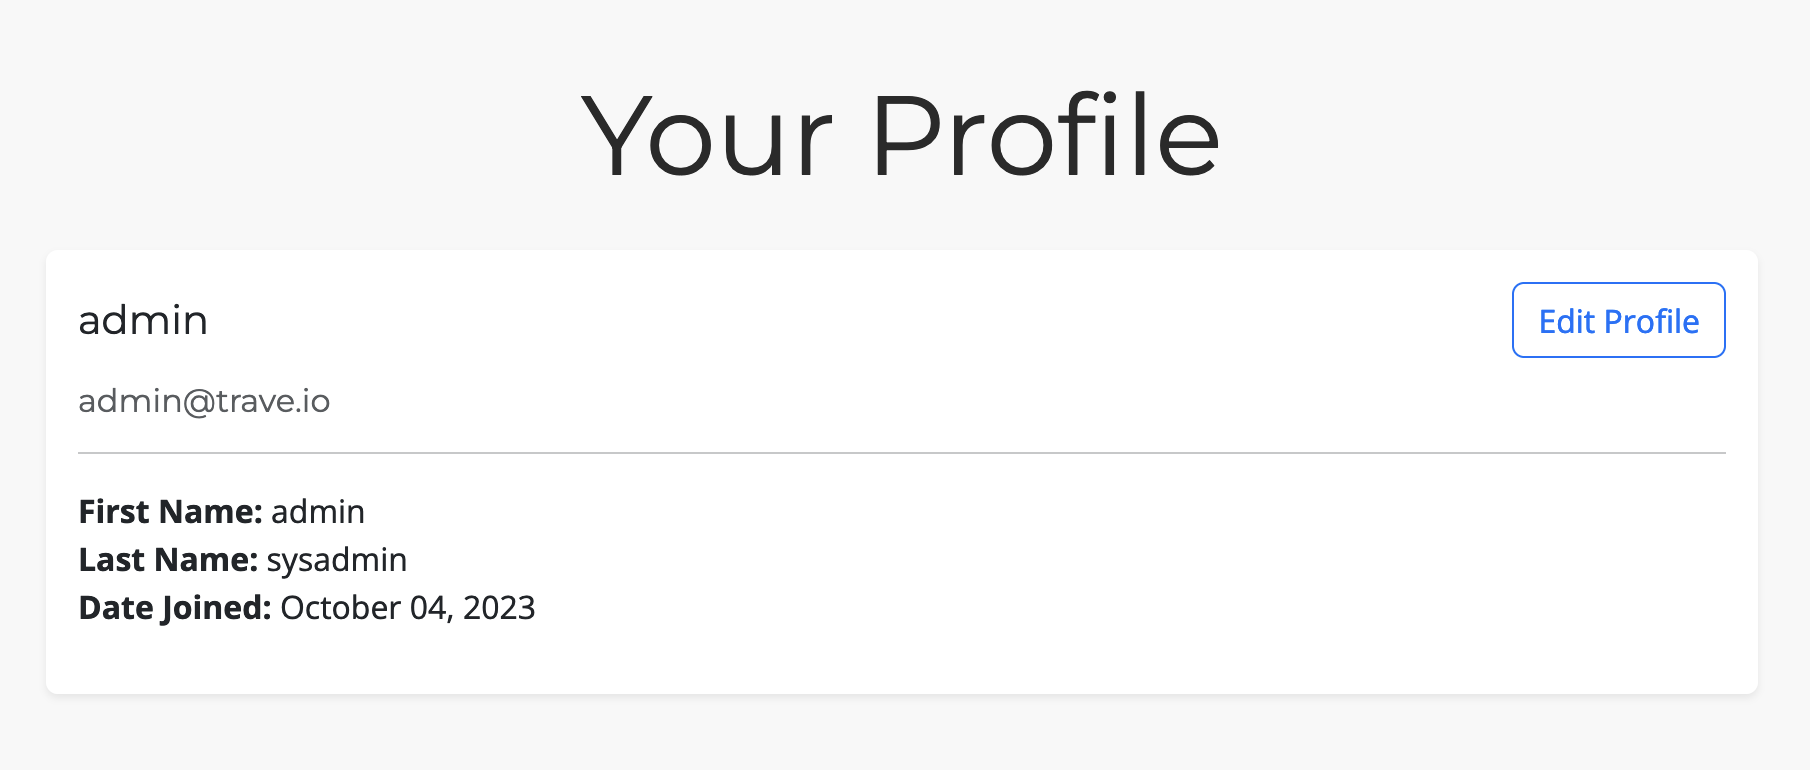 Your Profile
admin
Edit Profile
admin@trave.io
First Name: admin
Last Name: sysadmin
Date Joined: October 04, 2023